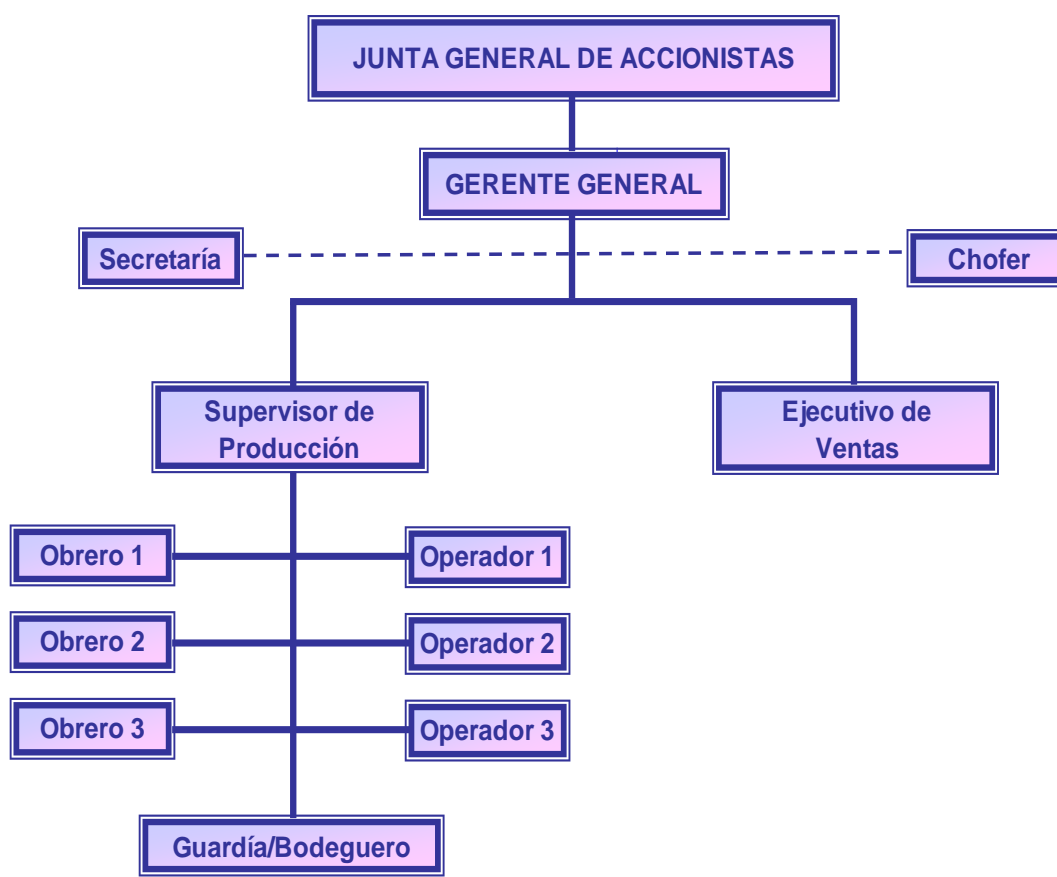 JUNTA GENERAL DE ACCIONISTAS
GERENTE GENERAL
Secretaría
Chofer
Supervisor de
Producción
Ejecutivo de
Ventas
Obrero 1
Operador 1
Obrero 2
Operador 2
Obrero 3
Operador 3
Guardía/Bodeguero